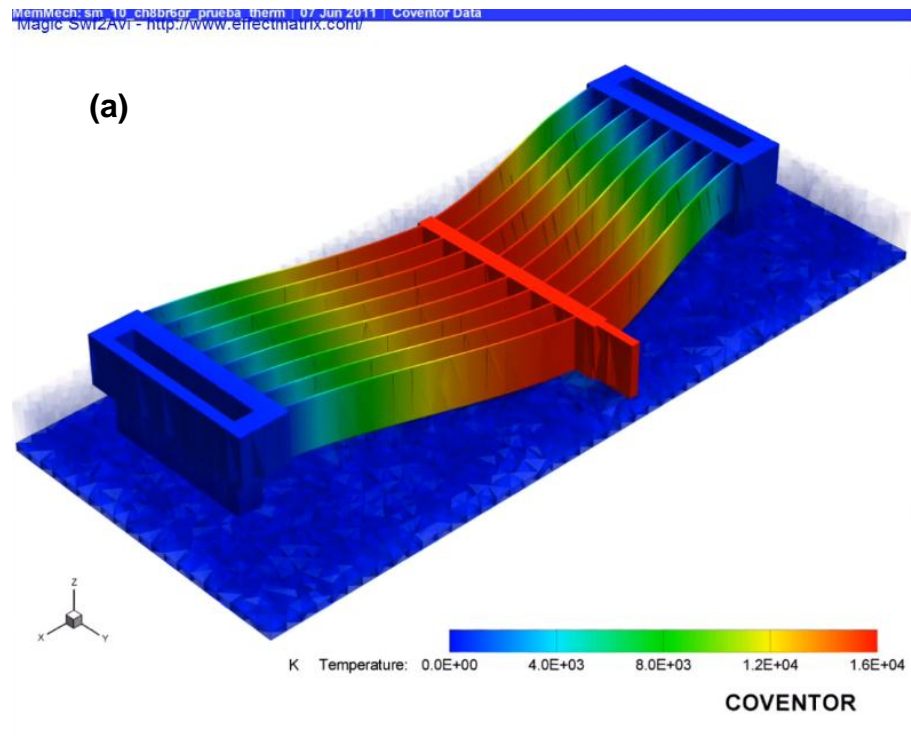 MemMech: sm_10_ch8br6gr_prueba_therm | 07 Jun 2011 | Coventor Data
Magic Swf2Avi - http://www.effectmatrix.com/
(a)
Z
X Y
K Temperature: 0.0E+00 4.0E+03 8.0E+03 1.2E+04 1.6E+04
COVENTOR